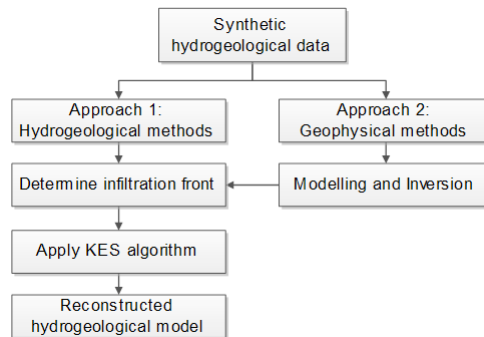 Synthetic
hydrogeological data
Approach 1:
Hydrogeological methods
Approach 2:
Geophysical methods
Determine infiltration front
Modelling and Inversion
Apply KES algorithm
Reconstructed
hydrogeological model